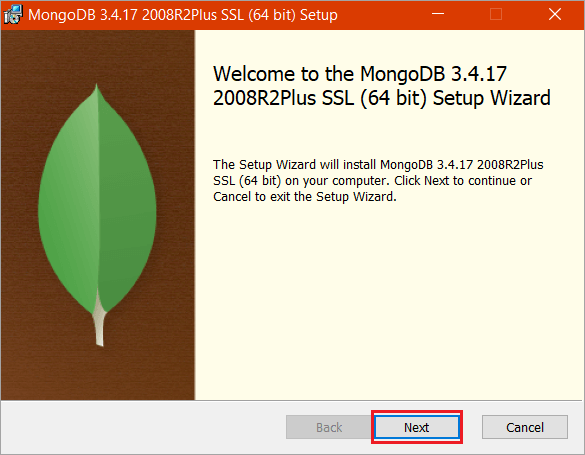 MongoDB 3.4.17 2008R2Plus SSL (64 bit) Setup
Welcome to the MongoDB 3.4.17
2008R2Plus SSL (64 bit) Setup Wizard
The Setup Wizard will install MongoDB 3.4.17 2008R2Plus
SSL (64 bit) on your computer. Click Next to continue or
Cancel to exit the Setup Wizard.
Back
Next
Cancel